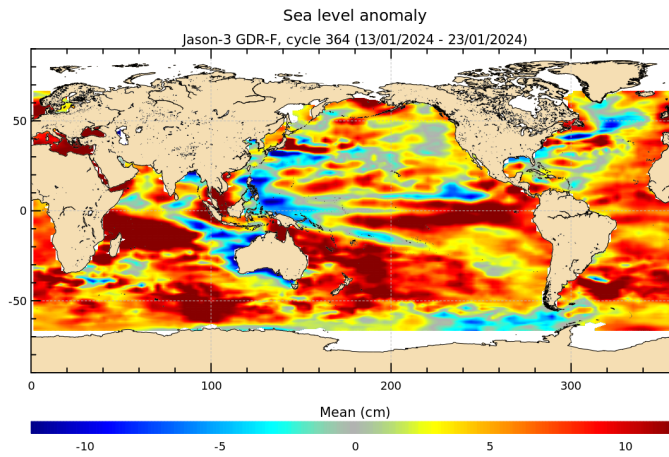 Sea level anomaly
Jason-3 GDR-F, cycle 364 (13/01/2024 - 23/01/2024)
50
0
-50
0 100 200 300
Mean (cm)
-10 -5 0 5 10